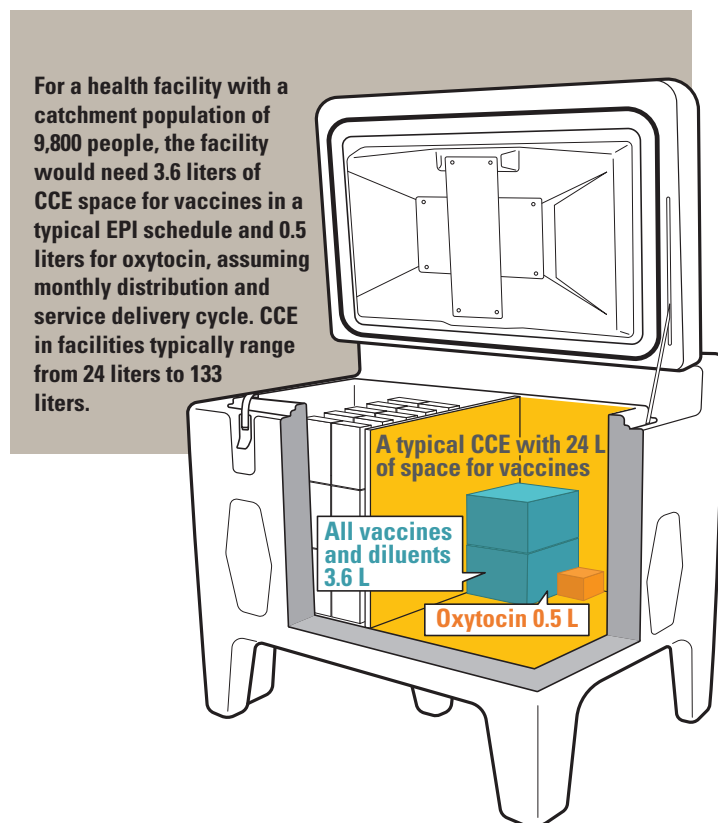 For a health facility with a
catchment population of
9,800 people, the facility
would need 3.6 liters of
CCE space for vaccines in a
typical EPI schedule and 0.5
liters for oxytocin, assuming
monthly distribution and
service delivery cycle. CCE
in facilities typically range
from 24 liters to 133
liters.
A typical CCE with 24 L
of space for vaccines
All vaccines
and diluents
3.6 L
Oxytocin 0.5 L